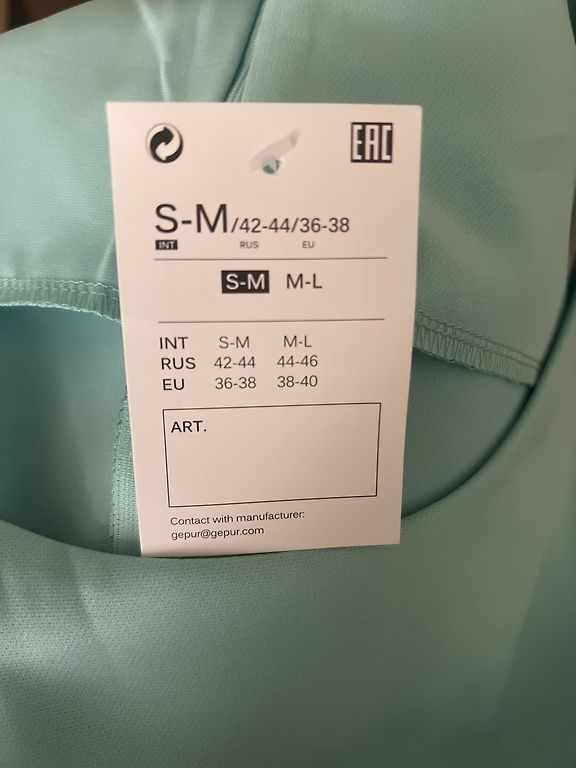 EAC
S-M/42-44/36-38
INT RUS EU
S-M M-L
INT S-M M-L
RUS 42-44 44-46
EU 36-38 38-40
ART.
Contact with manufacturer:
gepur@gepur.com